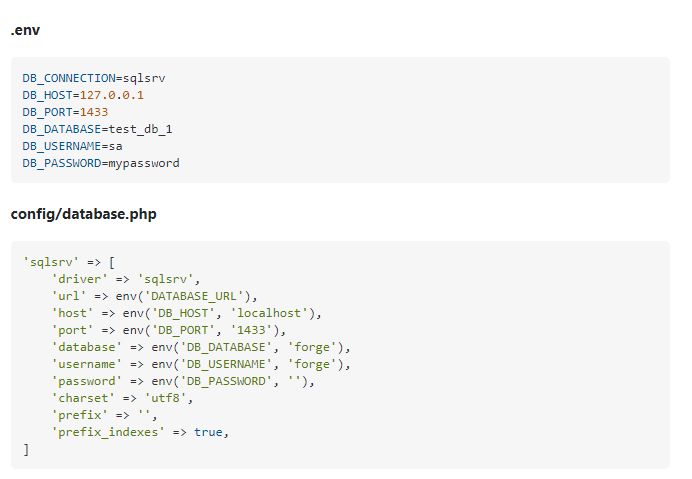 .env
DB_CONNECTION=sqlsrv
DB_HOST=127.0.0.1
DB_PORT=1433
DB_DATABASE=test_db_1
DB_USERNAME=sa
DB_PASSWORD=mypassword
config/database.php
'sqlsrv' => [
    'driver' => 'sqlsrv',
    'url' => env('DATABASE_URL'),
    'host' => env('DB_HOST', 'localhost'),
    'port' => env('DB_PORT', '1433'),
    'database' => env('DB_DATABASE', 'forge'),
    'username' => env('DB_USERNAME', 'forge'),
    'password' => env('DB_PASSWORD', ''),
    'charset' => 'utf8',
    'prefix' => '',
    'prefix_indexes' => true,
]